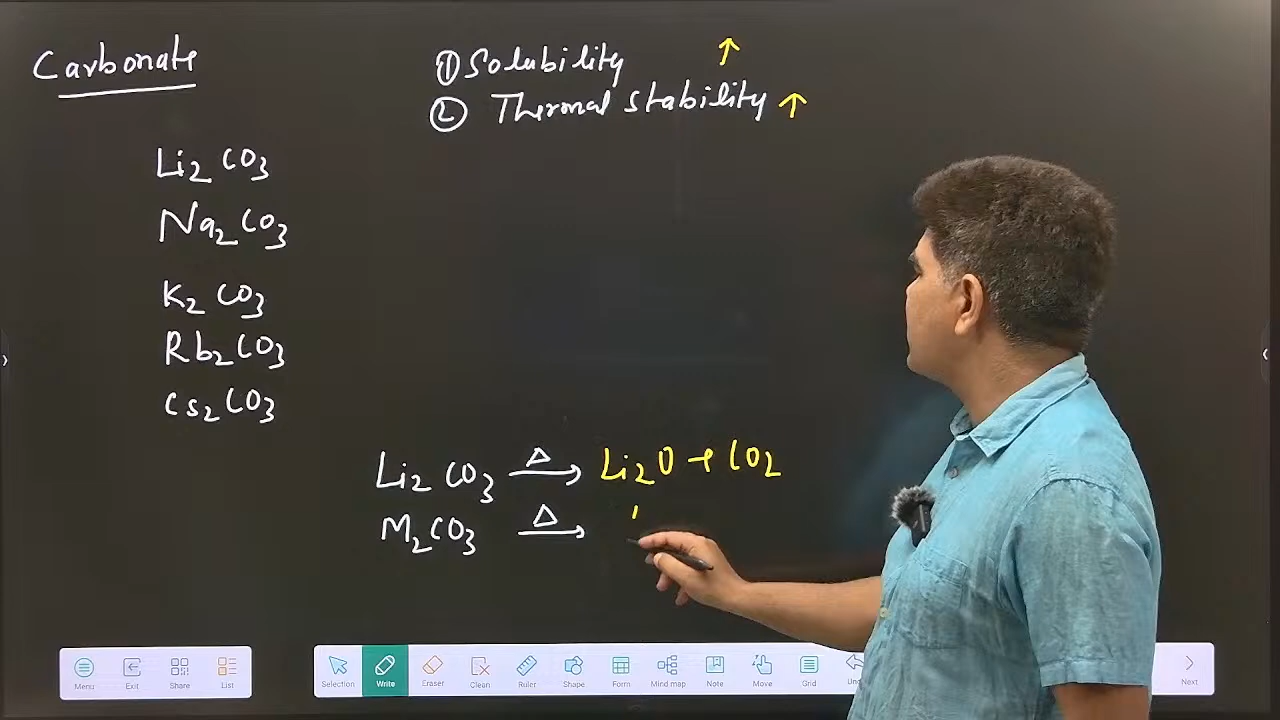 Carbonate
① Solubility ↑
② Thermal stability ↑
Li₂CO₃
Na₂CO₃
K₂CO₃
Rb₂CO₃
Cs₂CO₃
Li₂CO₃ —Δ→ Li₂O + CO₂
M₂CO₃ —Δ→
Menu Exit Share List Selection Write Eraser Clean Ruler Shape Form Mind map Note Move Grid Next